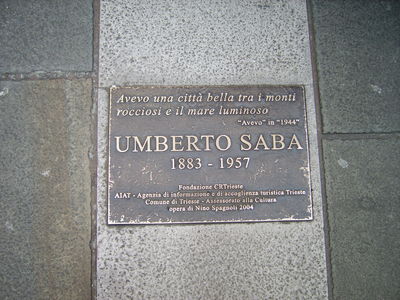 Avevo una città bella tra i monti
rocciosi e il mare luminoso
"Avevo" in "1944"
UMBERTO SABA
1883 - 1957
Fondazione CRTrieste
AIAT - Agenzia di informazione e di accoglienza turistica Trieste
Comune di Trieste - Assessorato alla Cultura
opera di Nino Spagnoli 2004